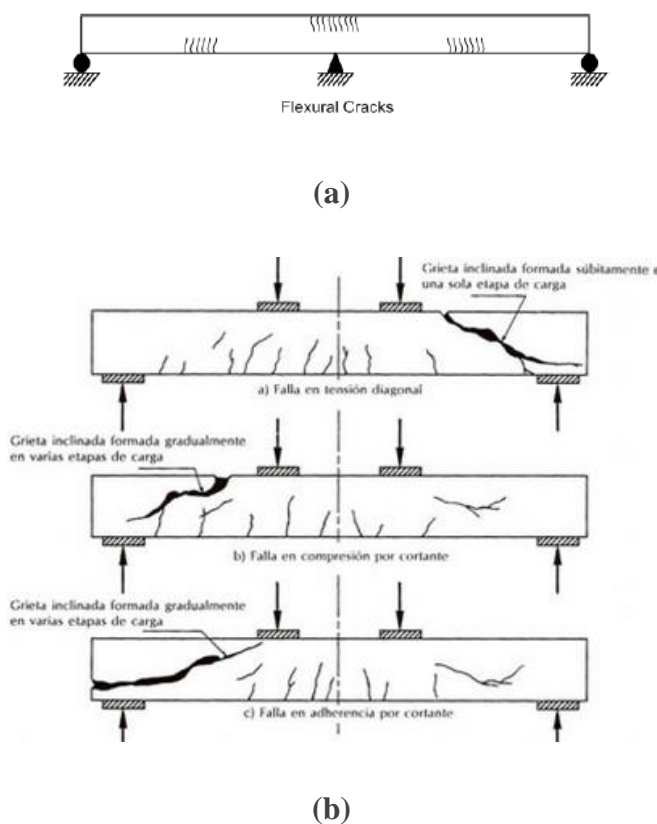 Flexural Cracks
(a)
Grieta inclinada formada súbitamente e
una sola etapa de carga
a) Falla en tensión diagonal
Grieta inclinada formada gradualmente
en varias etapas de carga
b) Falla en compresión por cortante
Grieta inclinada formada gradualmente
en varias etapas de carga
c) Falla en adherencia por cortante
(b)